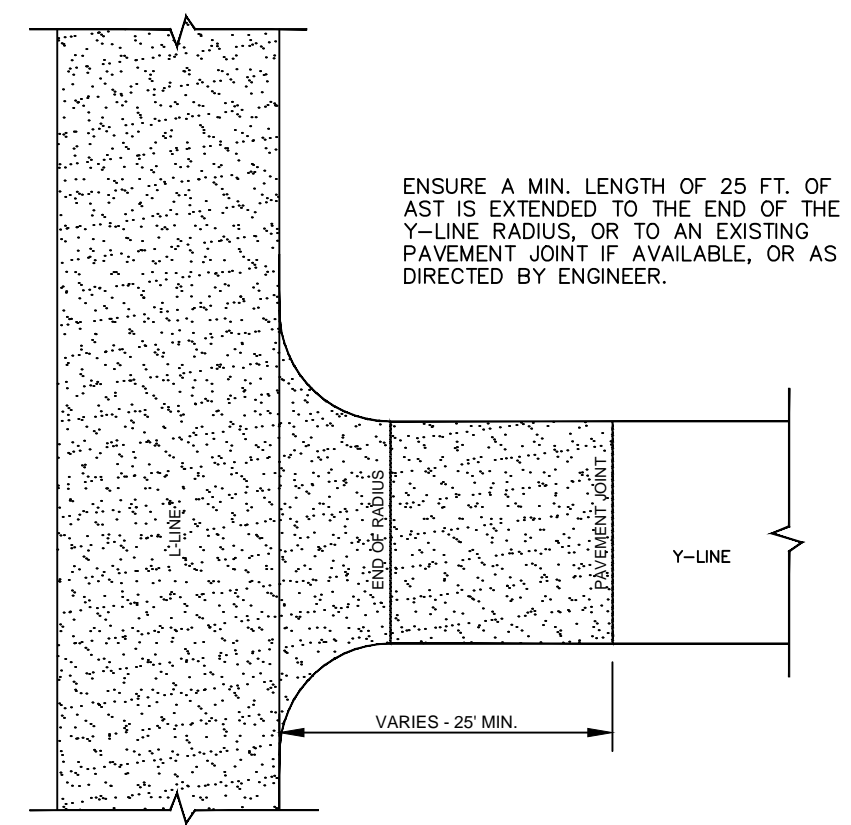 ENSURE A MIN. LENGTH OF 25 FT. OF
AST IS EXTENDED TO THE END OF THE
Y-LINE RADIUS, OR TO AN EXISTING
PAVEMENT JOINT IF AVAILABLE, OR AS
DIRECTED BY ENGINEER.
L-LINE
END OF RADIUS
PAVEMENT JOINT
Y-LINE
VARIES - 25' MIN.